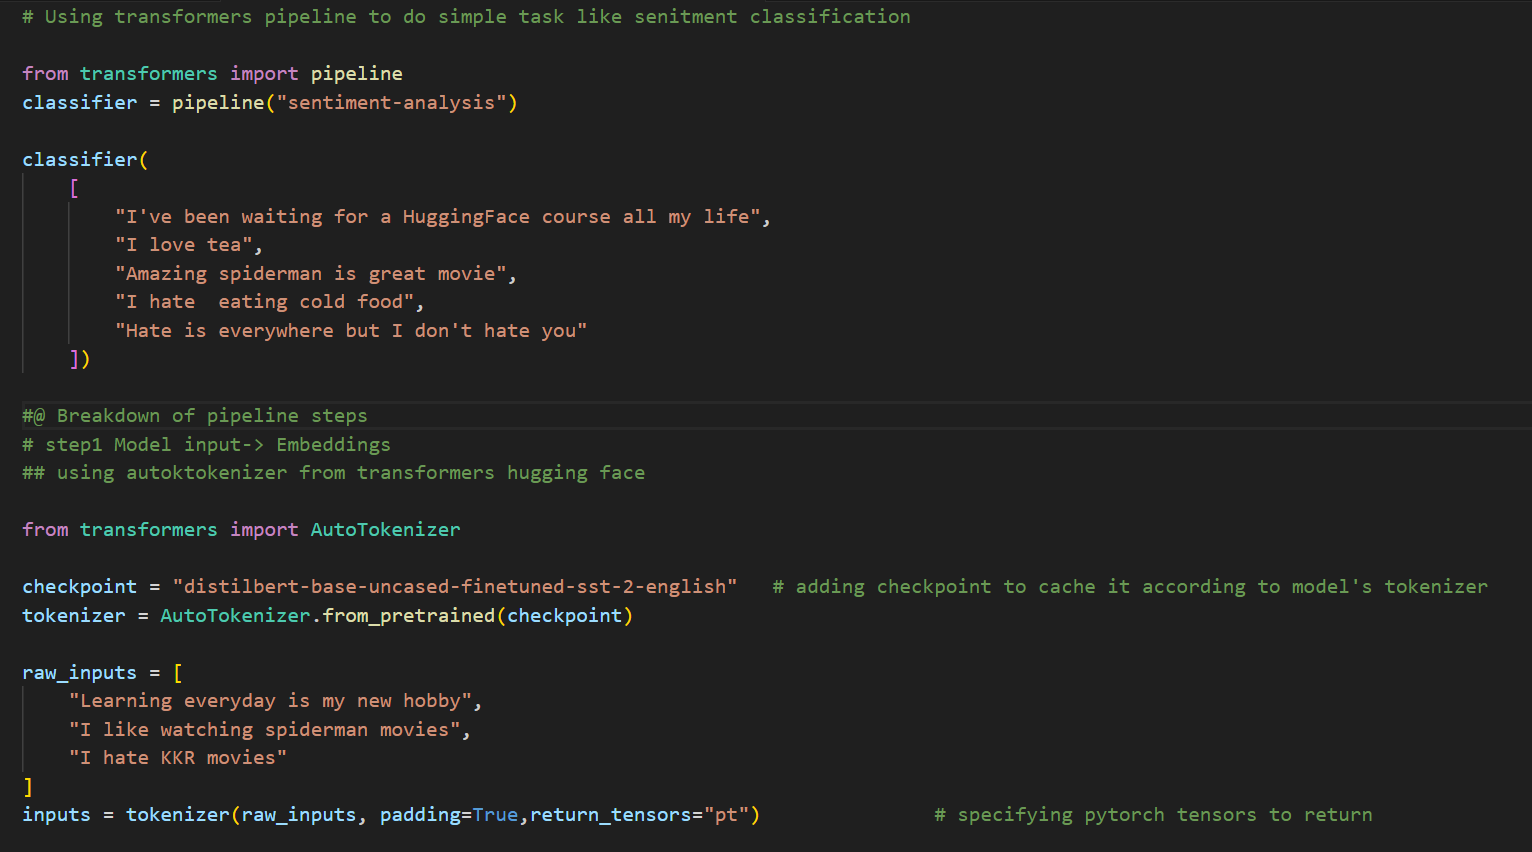 # Using transformers pipeline to do simple task like senitment classification
from transformers import pipeline
classifier = pipeline("sentiment-analysis")
classifier(
[
"I've been waiting for a HuggingFace course all my life",
"I love tea",
"Amazing spiderman is great movie",
"I hate  eating cold food",
"Hate is everywhere but I don't hate you"
])
#@ Breakdown of pipeline steps
# step1 Model input-> Embeddings
## using autoktokenizer from transformers hugging face
from transformers import AutoTokenizer
checkpoint = "distilbert-base-uncased-finetuned-sst-2-english"   # adding checkpoint to cache it according to model's tokenizer
tokenizer = AutoTokenizer.from_pretrained(checkpoint)
raw_inputs = [
"Learning everyday is my new hobby",
"I like watching spiderman movies",
"I hate KKR movies"
]
inputs = tokenizer(raw_inputs, padding=True,return_tensors="pt")               # specifying pytorch tensors to return